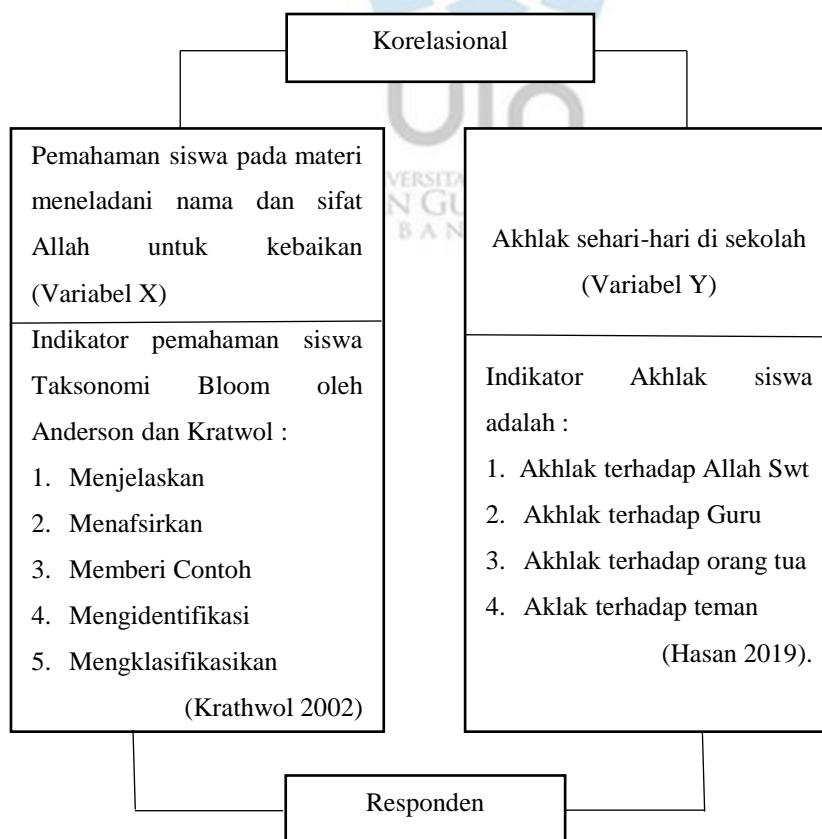 Korelasional
Pemahaman siswa pada materi
meneladani nama dan sifat
Allah untuk kebaikan
(Variabel X)
Indikator pemahaman siswa
Taksonomi Bloom oleh
Anderson dan Kratwol :
1. Menjelaskan
2. Menafsirkan
3. Memberi Contoh
4. Mengidentifikasi
5. Mengklasifikasikan
(Krathwol 2002)
Akhlak sehari-hari di sekolah
(Variabel Y)
Indikator Akhlak siswa
adalah :
1. Akhlak terhadap Allah Swt
2. Akhlak terhadap Guru
3. Akhlak terhadap orang tua
4. Aklak terhadap teman
(Hasan 2019).
Responden